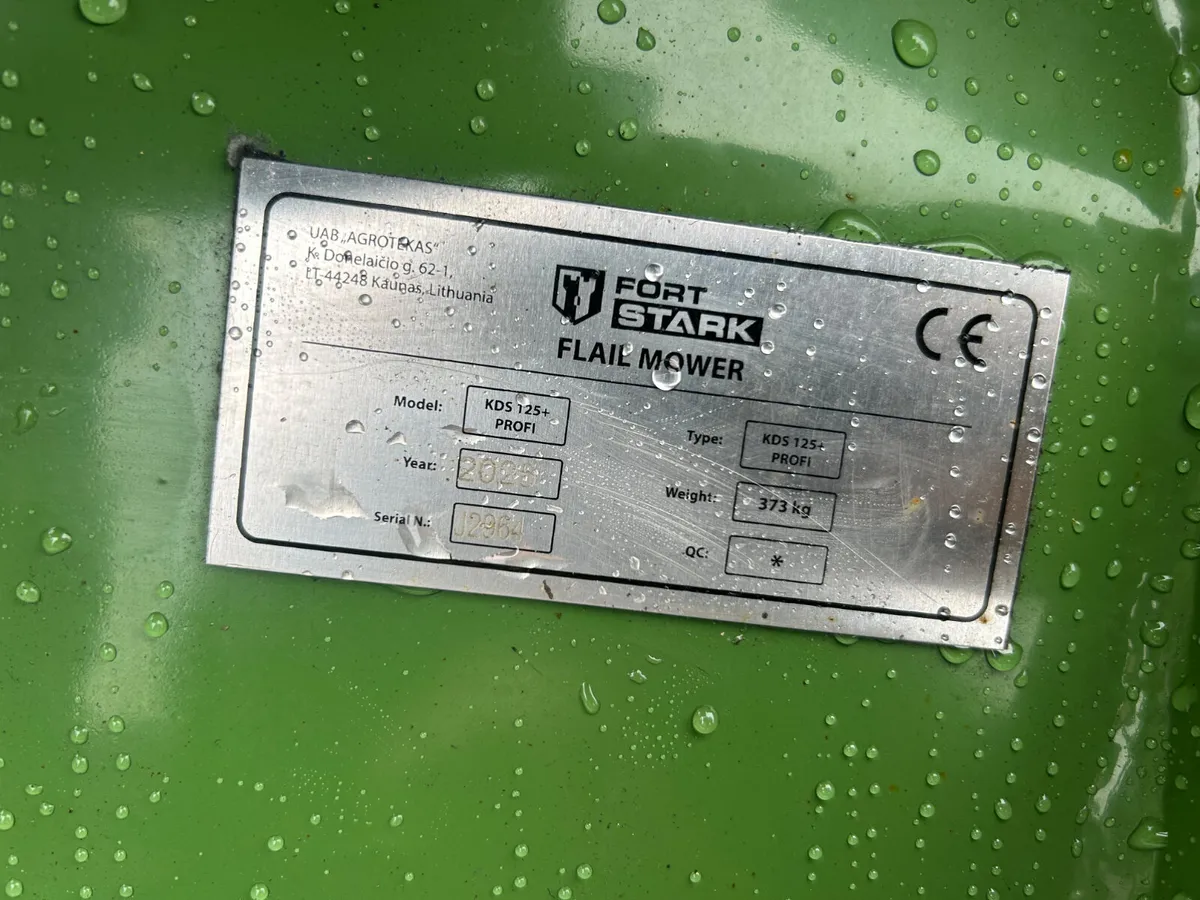 UAB „AGROTEKAS"
K. Donelaičio g. 62-1,
LT-44248 Kaunas, Lithuania
FORT
STARK
FLAIL MOWER
CE
Model: KDS 125+
PROFI
Year:
Serial N.:
Type: KDS 125+
PROFI
Weight: 373 kg
QC: *